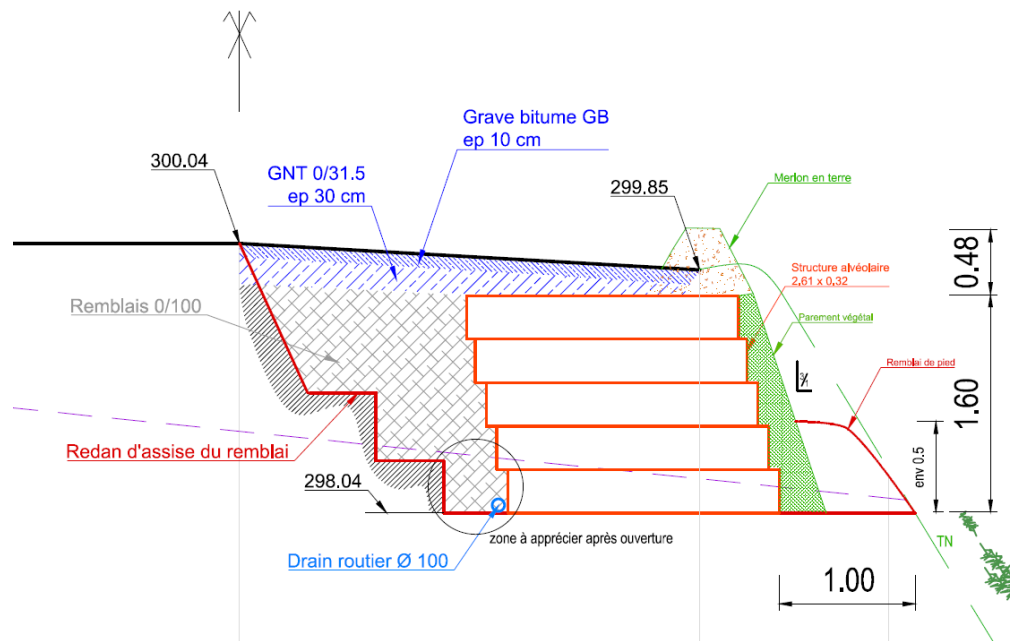 Grave bitume GB
ep 10 cm
300.04
GNT 0/31.5
ep 30 cm
299.85
Merlon en terre
Structure alvéolaire
2,61 x 0,32
0.48
Remblais 0/100
Parement végétal
Remblai de pied
3/1
1.60
Redan d'assise du remblai
env 0.5
298.04
zone à apprécier après ouverture
Drain routier Ø 100
TN
1.00